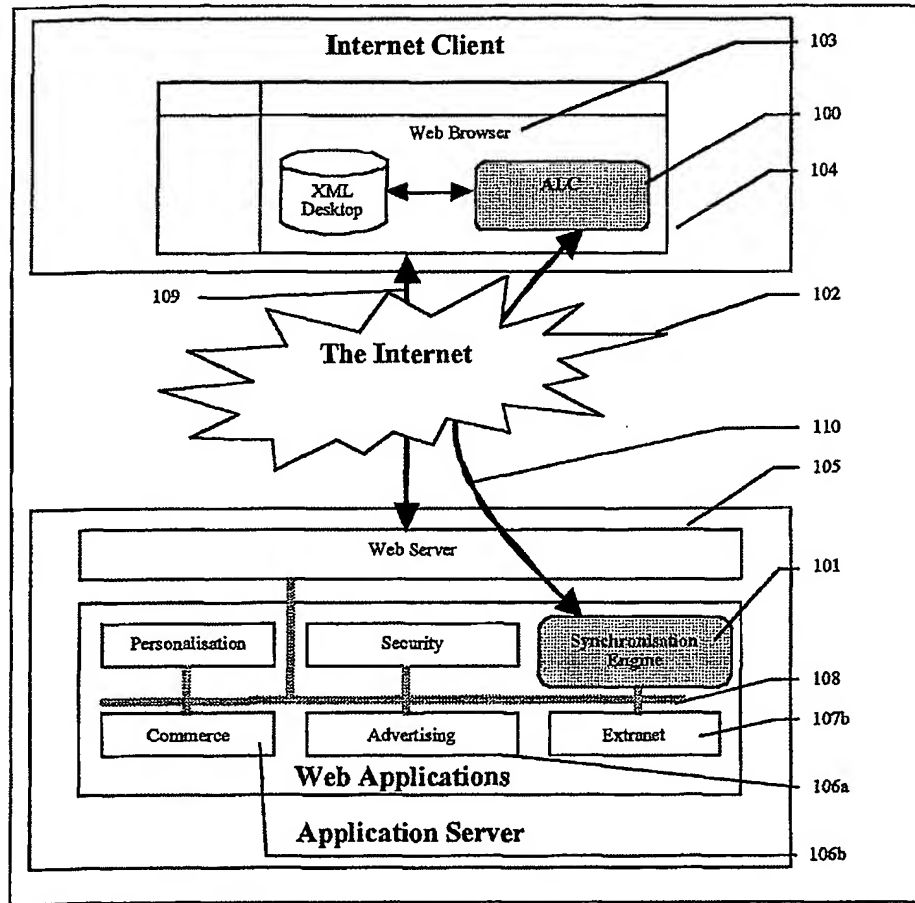 Internet Client
103
100
Web Browser
ALC
XML
Desktop
104
109
102
The Internet
110
105
Web Server
101
Personalisation
Security
Synchronisation
Engine
108
107b
Commerce
Advertising
Extranet
Web Applications
106a
Application Server
106b